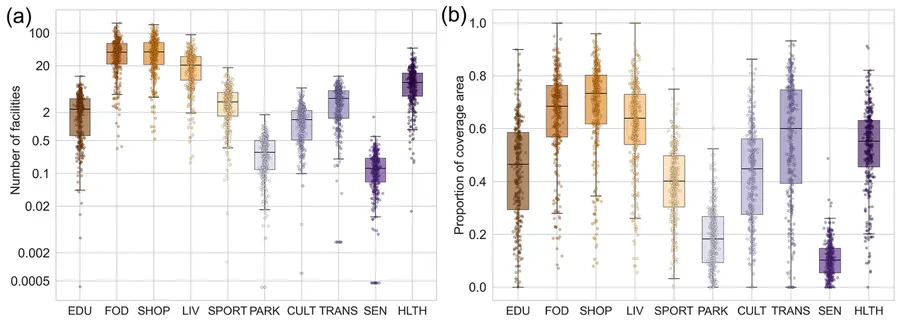 (a)
Number of facilities
100
20
2
0.5
0.1
0.02
0.002
0.0005
EDU FOD SHOP LIV SPORT PARK CULT TRANS SEN HLTH
(b)
Proportion of coverage area
1.0
0.8
0.6
0.4
0.2
0.0
EDU FOD SHOP LIV SPORT PARK CULT TRANS SEN HLTH